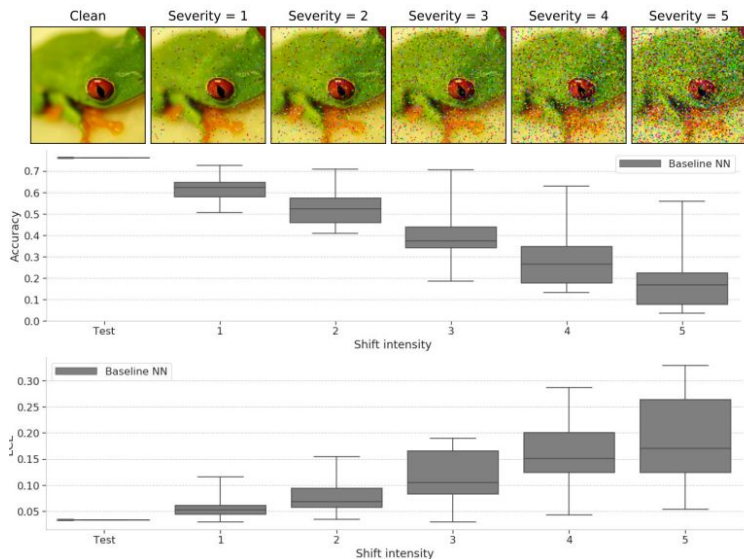 Clean Severity = 1 Severity = 2 Severity = 3 Severity = 4 Severity = 5
0.7
0.6
0.5
0.4
0.3
0.2
0.1
0.0
Accuracy
Baseline NN
Test 1 2 3 4 5
Shift intensity
Baseline NN
0.30
0.25
0.20
0.15
0.10
0.05
Test 1 2 3 4 5
Shift intensity